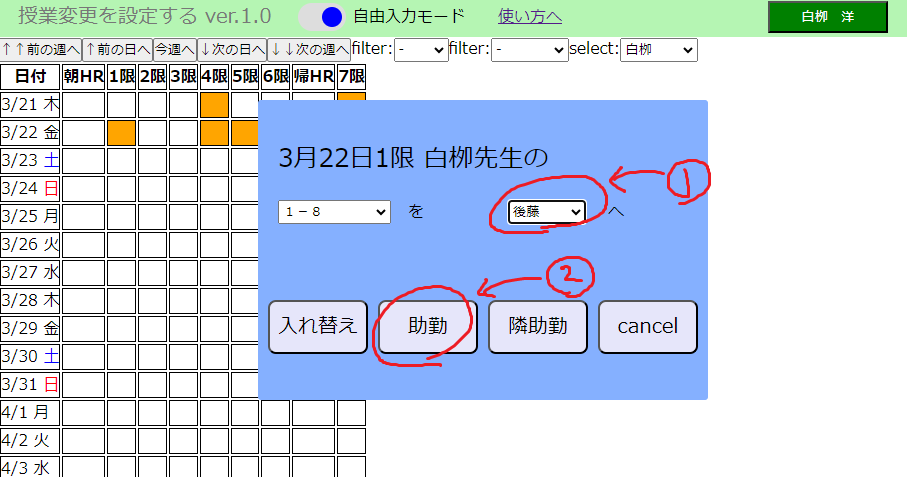 授業変更を設定する ver.1.0 自由入力モード 使い方へ 白栁 洋
↑↑前の週へ ↑前の日へ 今週へ ↓次の日へ ↓↓次の週へ filter: - filter: - select: 白栁
日付 朝HR 1限 2限 3限 4限 5限 6限 帰HR 7限
3/21 木
3/22 金
3/23 土
3/24 日
3/25 月
3/26 火
3/27 水
3/28 木
3/29 金
3/30 土
3/31 日
4/1 月
4/2 火
4/3 水
3月22日1限 白栁先生の
1－8 を 後藤 へ
①
②
入れ替え 助勤 隣助勤 cancel